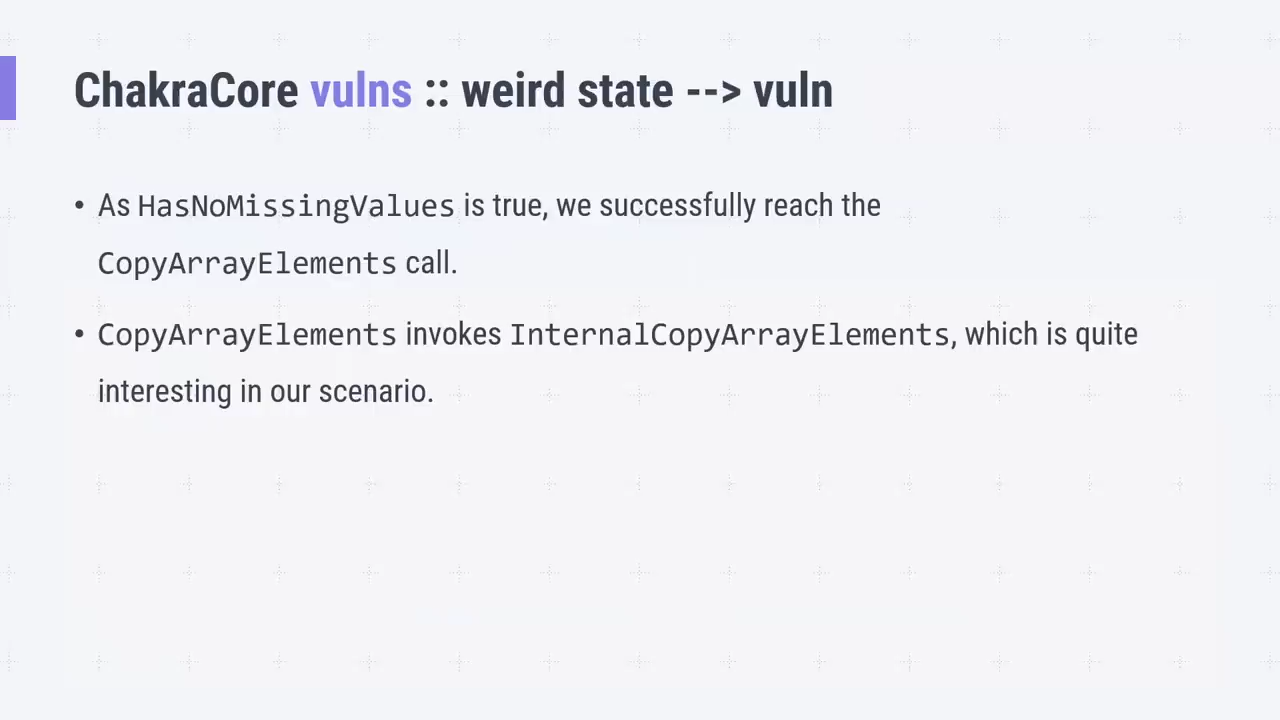 ChakraCore vulns :: weird state --> vuln
• As HasNoMissingValues is true, we successfully reach the
CopyArrayElements call.
• CopyArrayElements invokes InternalCopyArrayElements, which is quite
interesting in our scenario.